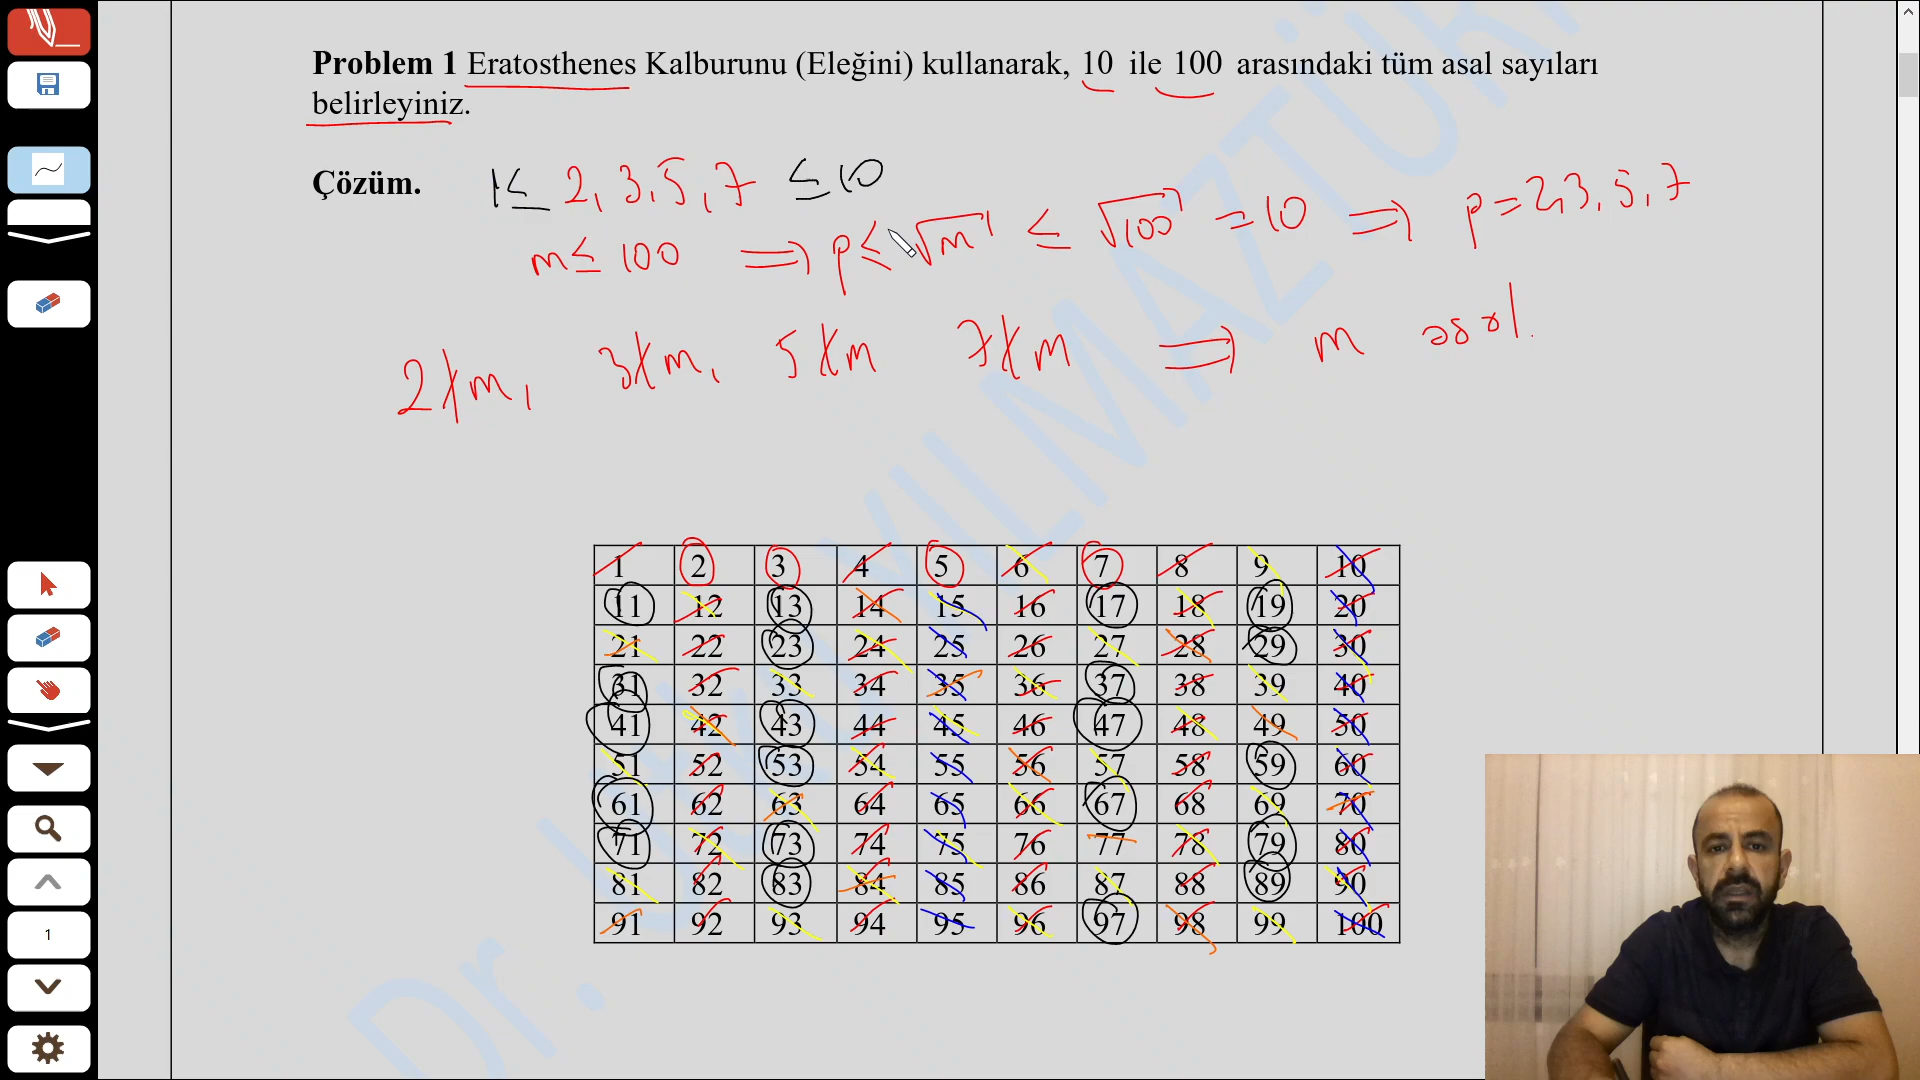 Problem 1 Eratosthenes Kalburunu (Eleğini) kullanarak, 10 ile 100 arasındaki tüm asal sayıları
belirleyiniz.
Çözüm. 1 ≤ 2, 3, 5, 7 ≤ 10
m ≤ 100 ⟹ p ≤ √m ≤ √100 = 10 ⟹ p = 2, 3, 5, 7
2∤m, 3∤m, 5∤m 7∤m ⟹ m asal.
1 2 3 4 5 6 7 8 9 10
11 12 13 14 15 16 17 18 19 20
21 22 23 24 25 26 27 28 29 30
31 32 33 34 35 36 37 38 39 40
41 42 43 44 45 46 47 48 49 50
51 52 53 54 55 56 57 58 59 60
61 62 63 64 65 66 67 68 69 70
71 72 73 74 75 76 77 78 79 80
81 82 83 84 85 86 87 88 89 90
91 92 93 94 95 96 97 98 99 100
1